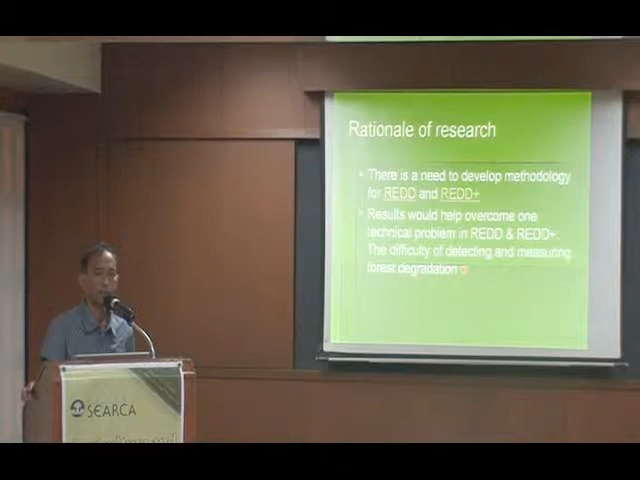 Rationale of research
There is a need to develop methodology
for REDD and REDD+
Results would help overcome one
technical problem in REDD & REDD+.
The difficulty of detecting and measuring
forest degradation
SEARCA